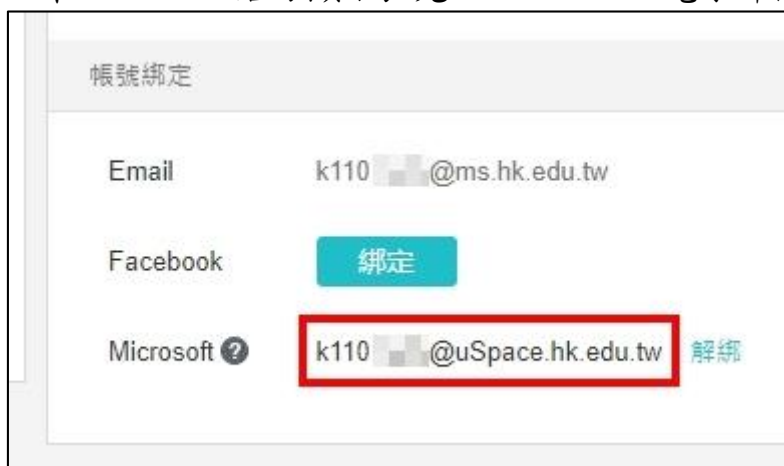 帳號綁定
Email k110 @ms.hk.edu.tw
Facebook 綁定
Microsoft ? k110 @uSpace.hk.edu.tw 解綁